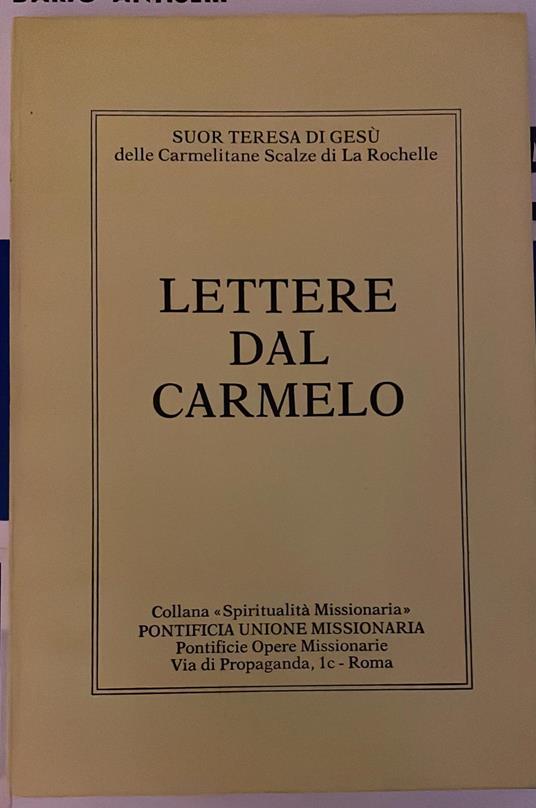 SUOR TERESA DI GESÙ
delle Carmelitane Scalze di La Rochelle
LETTERE
DAL
CARMELO
Collana «Spiritualità Missionaria»
PONTIFICIA UNIONE MISSIONARIA
Pontificie Opere Missionarie
Via di Propaganda, 1c - Roma